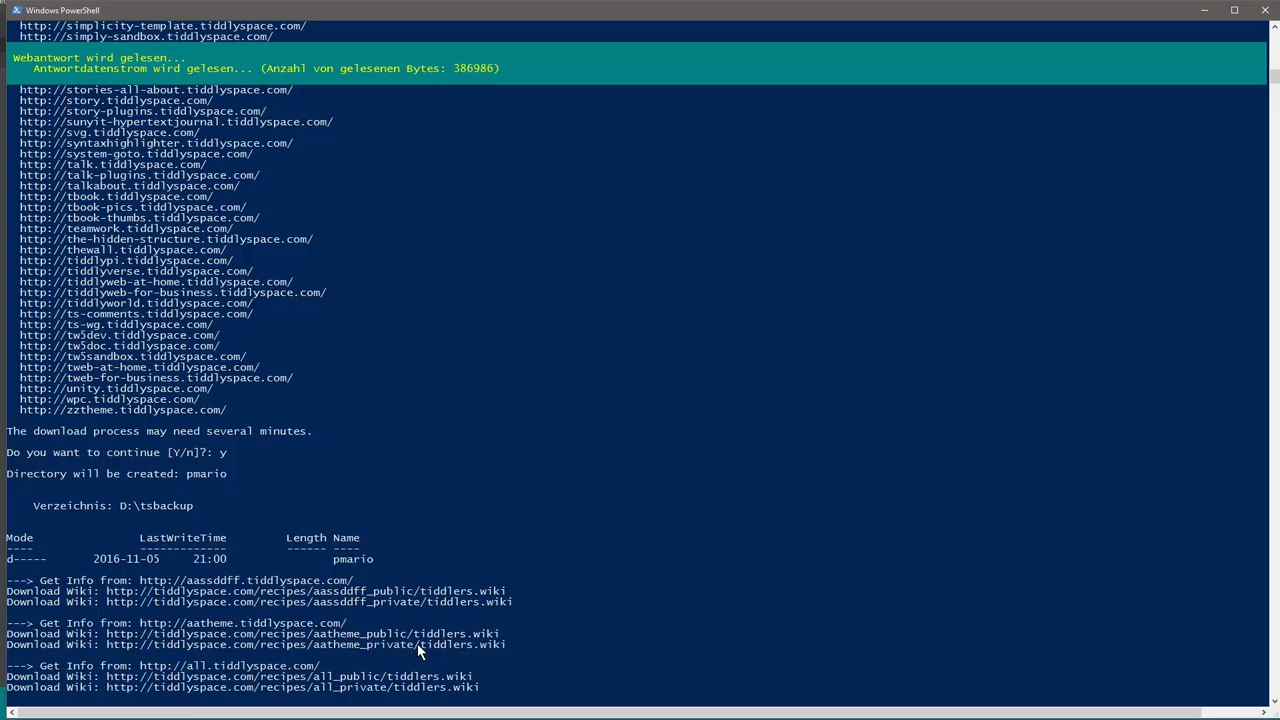 Windows PowerShell
http://simplicity-template.tiddlyspace.com/
http://simply-sandbox.tiddlyspace.com/
Webantwort wird gelesen...
Antwortdatenstrom wird gelesen... (Anzahl von gelesenen Bytes: 386986)
http://stories-all-about.tiddlyspace.com/
http://story.tiddlyspace.com/
http://story-plugins.tiddlyspace.com/
http://sunyit-hypertextjournal.tiddlyspace.com/
http://svg.tiddlyspace.com/
http://syntaxhighlighter.tiddlyspace.com/
http://system-goto.tiddlyspace.com/
http://talk.tiddlyspace.com/
http://talk-plugins.tiddlyspace.com/
http://talkabout.tiddlyspace.com/
http://tbook.tiddlyspace.com/
http://tbook-pics.tiddlyspace.com/
http://tbook-thumbs.tiddlyspace.com/
http://teamwork.tiddlyspace.com/
http://the-hidden-structure.tiddlyspace.com/
http://thewall.tiddlyspace.com/
http://tiddlypi.tiddlyspace.com/
http://tiddlyverse.tiddlyspace.com/
http://tiddlyweb-at-home.tiddlyspace.com/
http://tiddlyweb-for-business.tiddlyspace.com/
http://tiddlyworld.tiddlyspace.com/
http://ts-comments.tiddlyspace.com/
http://ts-wg.tiddlyspace.com/
http://tw5dev.tiddlyspace.com/
http://tw5doc.tiddlyspace.com/
http://tw5sandbox.tiddlyspace.com/
http://tweb-at-home.tiddlyspace.com/
http://tweb-for-business.tiddlyspace.com/
http://unity.tiddlyspace.com/
http://wpc.tiddlyspace.com/
http://zztheme.tiddlyspace.com/
The download process may need several minutes.
Do you want to continue [Y/n]?: y
Directory will be created: pmario
Verzeichnis: D:\tsbackup
Mode LastWriteTime Length Name
---- ------------- ------ ----
d----- 2016-11-05 21:00 pmario
---> Get Info from: http://aassddff.tiddlyspace.com/
Download Wiki: http://tiddlyspace.com/recipes/aassddff_public/tiddlers.wiki
Download Wiki: http://tiddlyspace.com/recipes/aassddff_private/tiddlers.wiki
---> Get Info from: http://aatheme.tiddlyspace.com/
Download Wiki: http://tiddlyspace.com/recipes/aatheme_public/tiddlers.wiki
Download Wiki: http://tiddlyspace.com/recipes/aatheme_private/tiddlers.wiki
---> Get Info from: http://all.tiddlyspace.com/
Download Wiki: http://tiddlyspace.com/recipes/all_public/tiddlers.wiki
Download Wiki: http://tiddlyspace.com/recipes/all_private/tiddlers.wiki